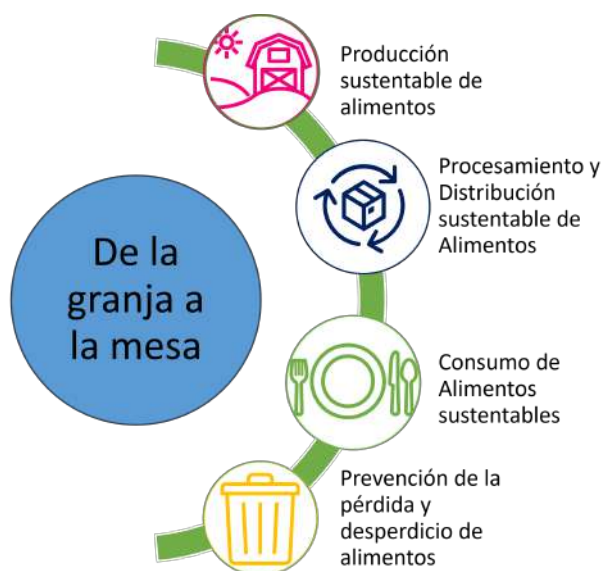 De la
granja a
la mesa
Producción
sustentable de
alimentos
Procesamiento y
Distribución
sustentable de
Alimentos
Consumo de
Alimentos
sustentables
Prevención de la
pérdida y
desperdicio de
alimentos